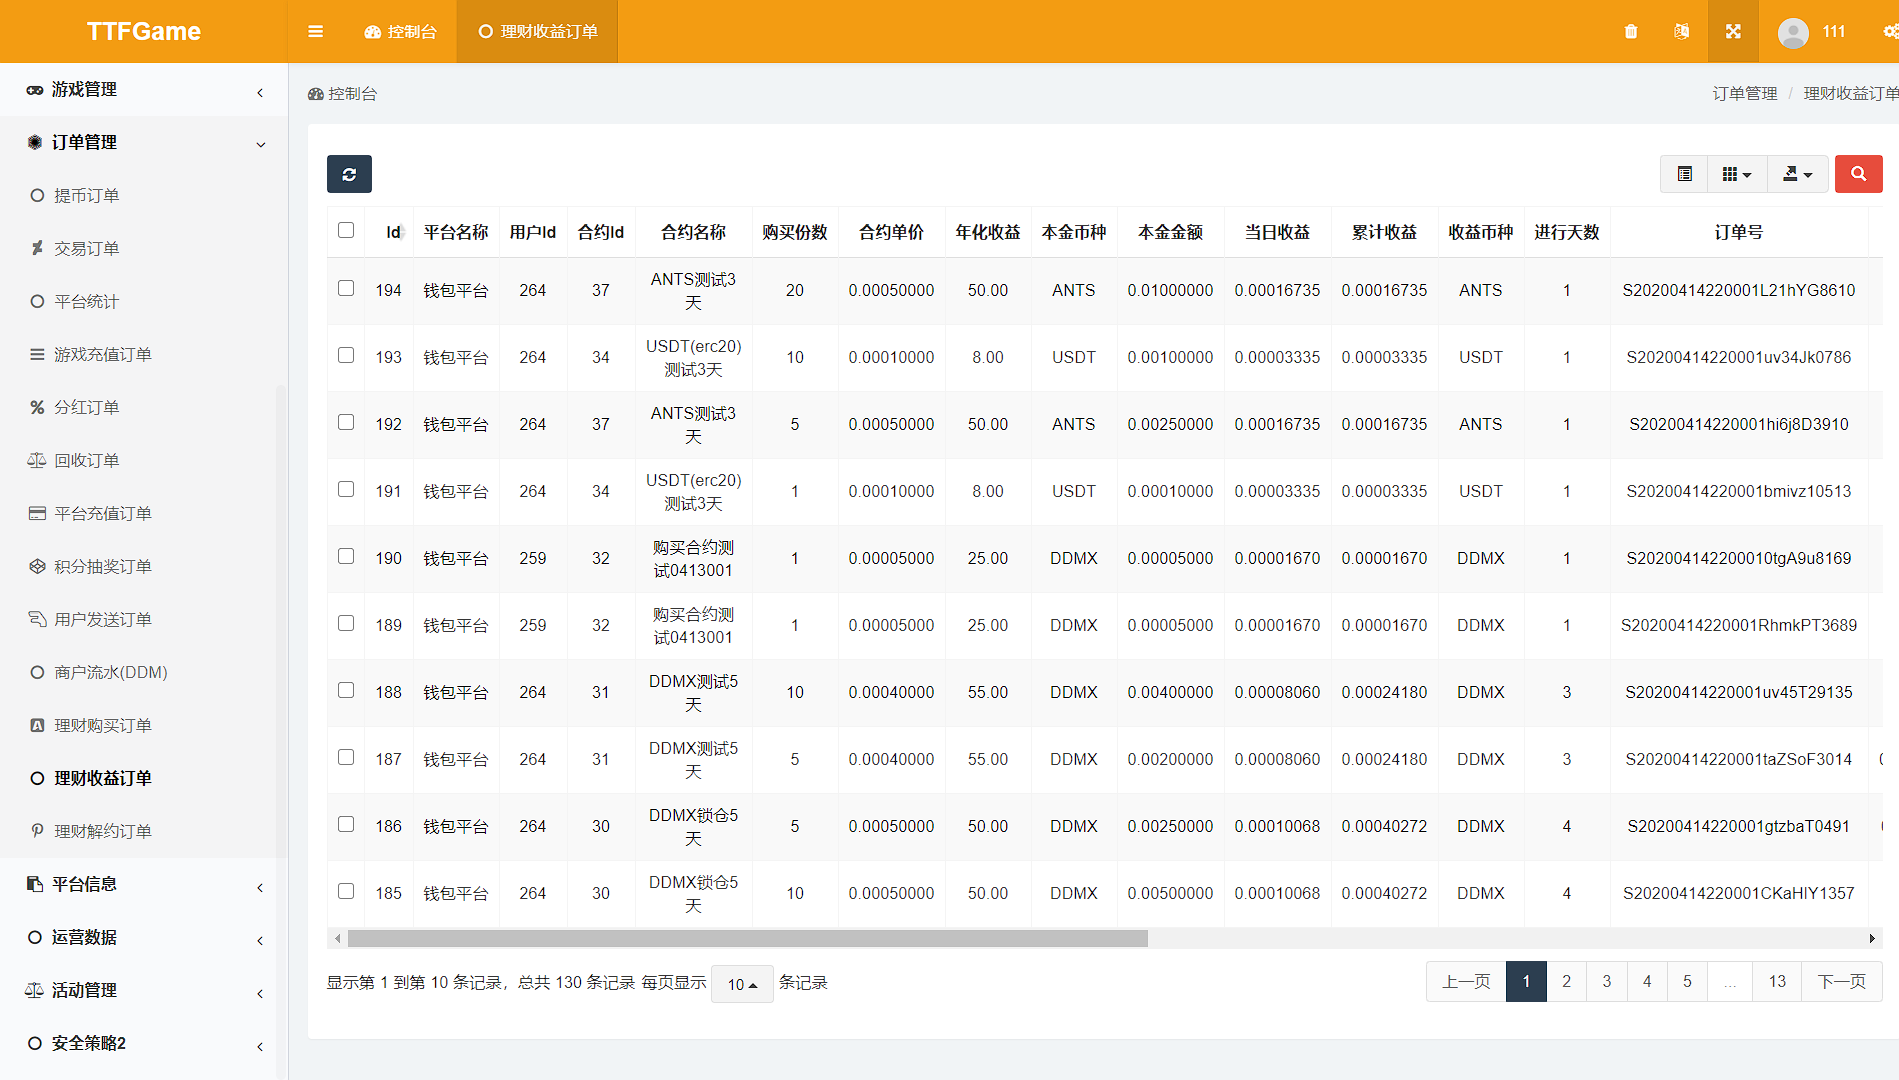 TTFGame
控制台
理财收益订单
111
游戏管理
订单管理
提币订单
交易订单
平台统计
游戏充值订单
分红订单
回收订单
平台充值订单
积分抽奖订单
用户发送订单
商户流水(DDM)
理财购买订单
理财收益订单
理财解约订单
平台信息
运营数据
活动管理
安全策略2
控制台
订单管理 / 理财收益订单
Id 平台名称 用户Id 合约Id 合约名称 购买份数 合约单价 年化收益 本金币种 本金金额 当日收益 累计收益 收益币种 进行天数 订单号
194 钱包平台 264 37 ANTS测试3天 20 0.00050000 50.00 ANTS 0.01000000 0.00016735 0.00016735 ANTS 1 S20200414220001L21hYG8610
193 钱包平台 264 34 USDT(erc20)测试3天 10 0.00010000 8.00 USDT 0.00100000 0.00003335 0.00003335 USDT 1 S20200414220001uv34Jk0786
192 钱包平台 264 37 ANTS测试3天 5 0.00050000 50.00 ANTS 0.00250000 0.00016735 0.00016735 ANTS 1 S20200414220001hi6j8D3910
191 钱包平台 264 34 USDT(erc20)测试3天 1 0.00010000 8.00 USDT 0.00010000 0.00003335 0.00003335 USDT 1 S20200414220001bmivz10513
190 钱包平台 259 32 购买合约测试0413001 1 0.00005000 25.00 DDMX 0.00005000 0.00001670 0.00001670 DDMX 1 S202004142200010tgA9u8169
189 钱包平台 259 32 购买合约测试0413001 1 0.00005000 25.00 DDMX 0.00005000 0.00001670 0.00001670 DDMX 1 S20200414220001RhmkPT3689
188 钱包平台 264 31 DDMX测试5天 10 0.00040000 55.00 DDMX 0.00400000 0.00008060 0.00024180 DDMX 3 S20200414220001uv45T29135
187 钱包平台 264 31 DDMX测试5天 5 0.00040000 55.00 DDMX 0.00200000 0.00008060 0.00024180 DDMX 3 S20200414220001taZSoF3014
186 钱包平台 264 30 DDMX锁仓5天 5 0.00050000 50.00 DDMX 0.00250000 0.00010068 0.00040272 DDMX 4 S20200414220001gtzbaT0491
185 钱包平台 264 30 DDMX锁仓5天 10 0.00050000 50.00 DDMX 0.00500000 0.00010068 0.00040272 DDMX 4 S20200414220001CKaHIY1357
显示第 1 到第 10 条记录，总共 130 条记录 每页显示 10 条记录
上一页 1 2 3 4 5 ... 13 下一页